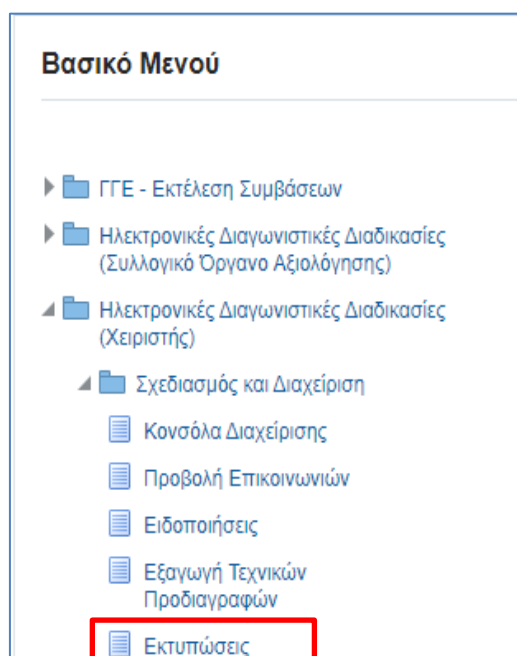 Βασικό Μενού
ΓΓΕ - Εκτέλεση Συμβάσεων
Ηλεκτρονικές Διαγωνιστικές Διαδικασίες
(Συλλογικό Όργανο Αξιολόγησης)
Ηλεκτρονικές Διαγωνιστικές Διαδικασίες
(Χειριστής)
Σχεδιασμός και Διαχείριση
Κονσόλα Διαχείρισης
Προβολή Επικοινωνιών
Ειδοποιήσεις
Εξαγωγή Τεχνικών
Προδιαγραφών
Εκτυπώσεις